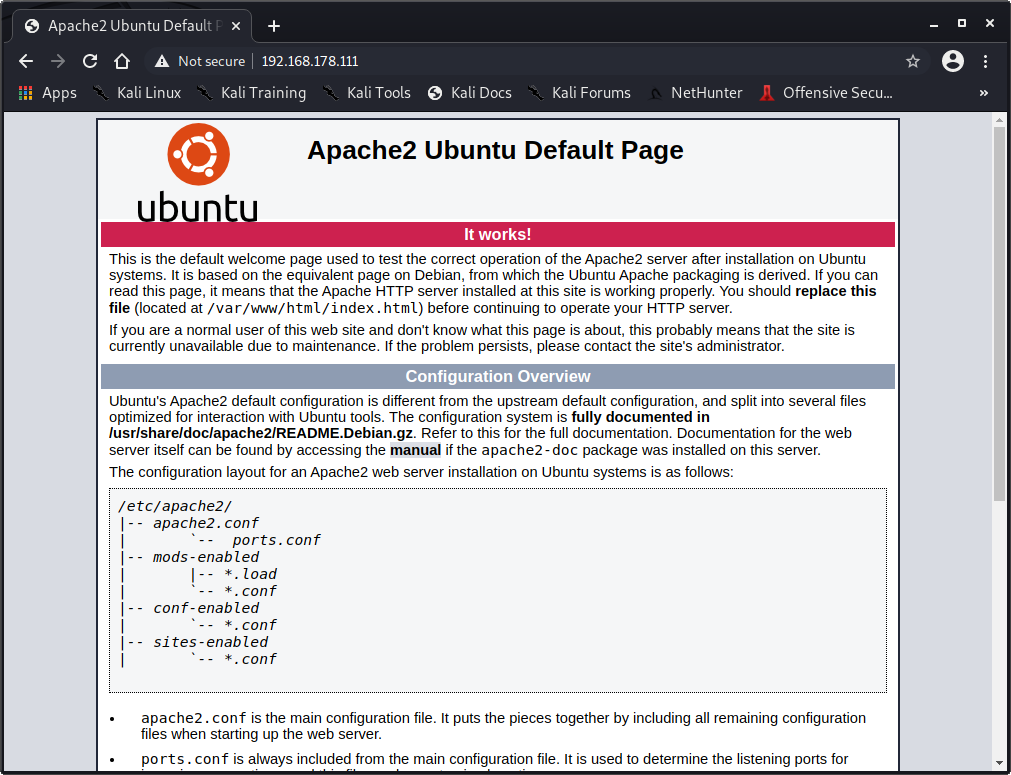 Apache2 Ubuntu Default P
Not secure
192.168.178.111
Apps
Kali Linux
Kali Training
Kali Tools
Kali Docs
Kali Forums
NetHunter
Offensive Secu...
»
ubuntu
Apache2 Ubuntu Default Page
It works!
This is the default welcome page used to test the correct operation of the Apache2 server after installation on Ubuntu
systems. It is based on the equivalent page on Debian, from which the Ubuntu Apache packaging is derived. If you can
read this page, it means that the Apache HTTP server installed at this site is working properly. You should replace this
file (located at /var/www/html/index.html) before continuing to operate your HTTP server.
If you are a normal user of this web site and don't know what this page is about, this probably means that the site is
currently unavailable due to maintenance. If the problem persists, please contact the site's administrator.
Configuration Overview
Ubuntu's Apache2 default configuration is different from the upstream default configuration, and split into several files
optimized for interaction with Ubuntu tools. The configuration system is fully documented in
/usr/share/doc/apache2/README.Debian.gz. Refer to this for the full documentation. Documentation for the web
server itself can be found by accessing the manual if the apache2-doc package was installed on this server.
The configuration layout for an Apache2 web server installation on Ubuntu systems is as follows:
/etc/apache2/
|-- apache2.conf
|       `--  ports.conf
|-- mods-enabled
|       |-- *.load
|       `-- *.conf
|-- conf-enabled
|       `-- *.conf
|-- sites-enabled
|       `-- *.conf
• apache2.conf is the main configuration file. It puts the pieces together by including all remaining configuration
files when starting up the web server.
• ports.conf is always included from the main configuration file. It is used to determine the listening ports for